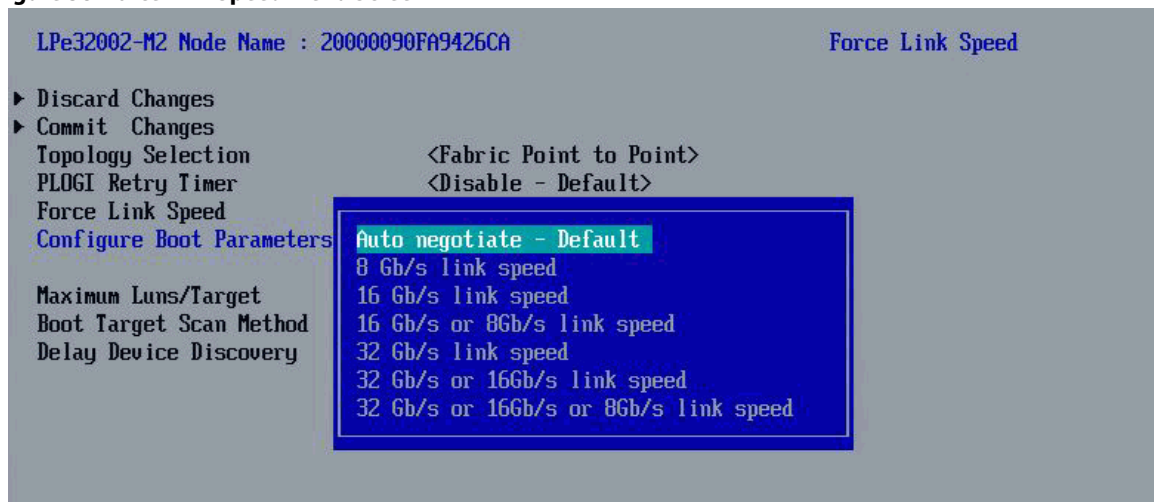 LPe32002-M2 Node Name : 20000090FA9426CA Force Link Speed
Discard Changes
Commit Changes
Topology Selection <Fabric Point to Point>
PLOGI Retry Timer <Disable - Default>
Force Link Speed
Configure Boot Parameters Auto negotiate - Default
8 Gb/s link speed
Maximum Luns/Target 16 Gb/s link speed
Boot Target Scan Method 16 Gb/s or 8Gb/s link speed
Delay Device Discovery 32 Gb/s link speed
32 Gb/s or 16Gb/s link speed
32 Gb/s or 16Gb/s or 8Gb/s link speed